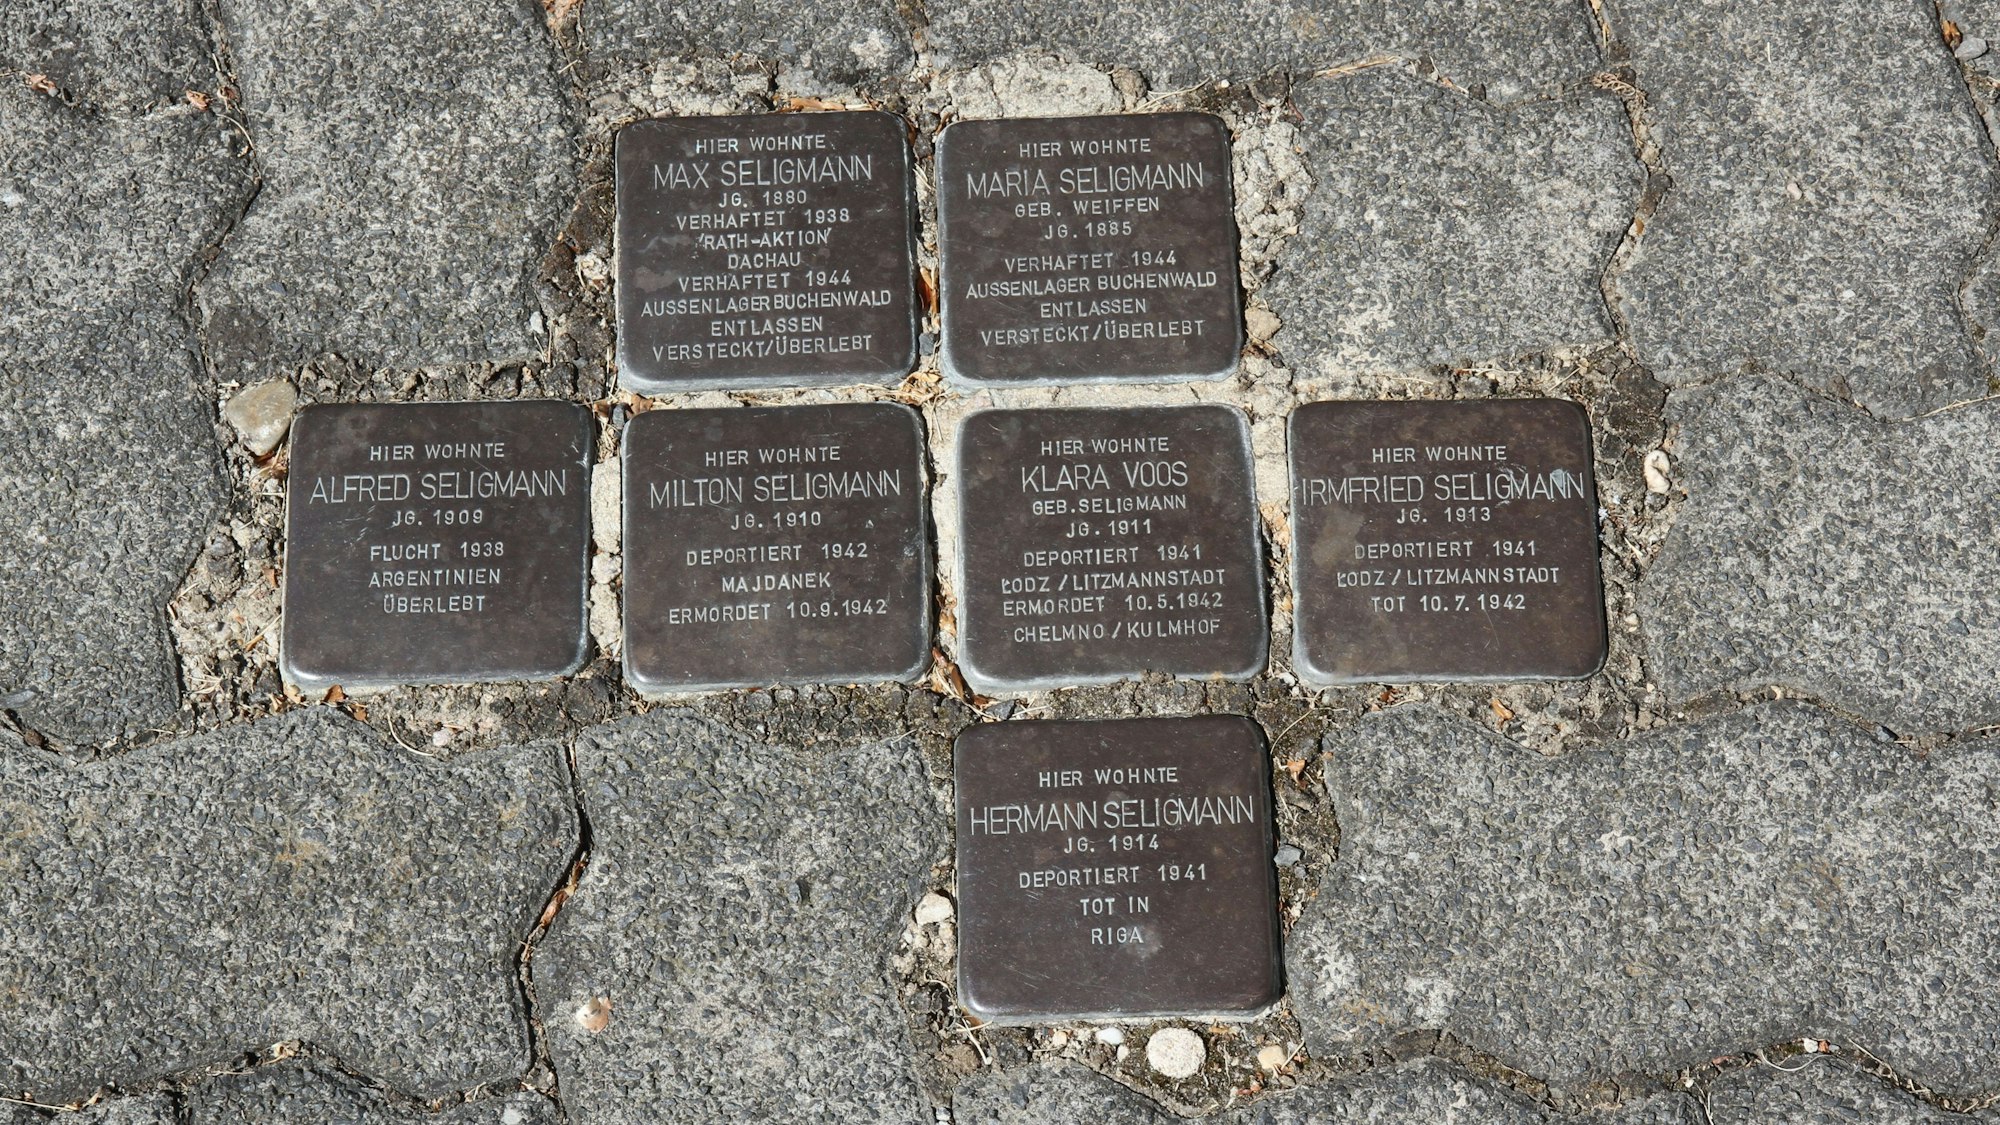 HIER WOHNTE
MAX SELIGMANN
JG. 1880
VERHAFTET 1938
'RATH-AKTION'
DACHAU
VERHAFTET 1944
AUSSENLAGER BUCHENWALD
ENTLASSEN
VERSTECKT/ÜBERLEBT
HIER WOHNTE
MARIA SELIGMANN
GEB. WEIFFEN
JG. 1885
VERHAFTET 1944
AUSSENLAGER BUCHENWALD
ENTLASSEN
VERSTECKT/ÜBERLEBT
HIER WOHNTE
ALFRED SELIGMANN
JG. 1909
FLUCHT 1938
ARGENTINIEN
ÜBERLEBT
HIER WOHNTE
MILTON SELIGMANN
JG. 1910
DEPORTIERT 1942
MAJDANEK
ERMORDET 10.9.1942
HIER WOHNTE
KLARA VOOS
GEB. SELIGMANN
JG. 1911
DEPORTIERT 1941
ŁODZ/LITZMANNSTADT
ERMORDET 10.5.1942
CHELMNO/KULMHOF
HIER WOHNTE
IRMFRIED SELIGMANN
JG. 1913
DEPORTIERT 1941
ŁODZ/LITZMANNSTADT
TOT 10.7.1942
HIER WOHNTE
HERMANN SELIGMANN
JG. 1914
DEPORTIERT 1941
TOT IN
RIGA